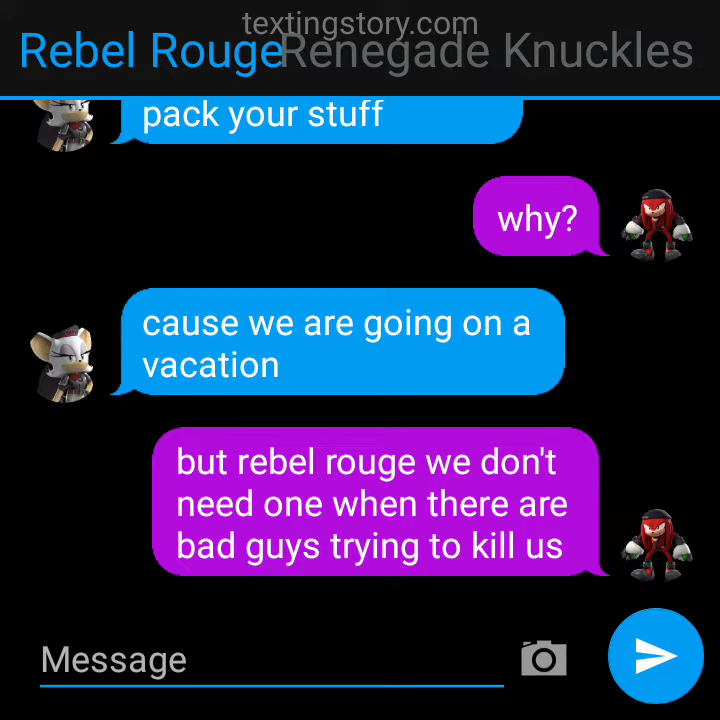 textingstory.com
Rebel Rouge Renegade Knuckles
pack your stuff
why?
cause we are going on a
vacation
but rebel rouge we don't
need one when there are
bad guys trying to kill us
Message